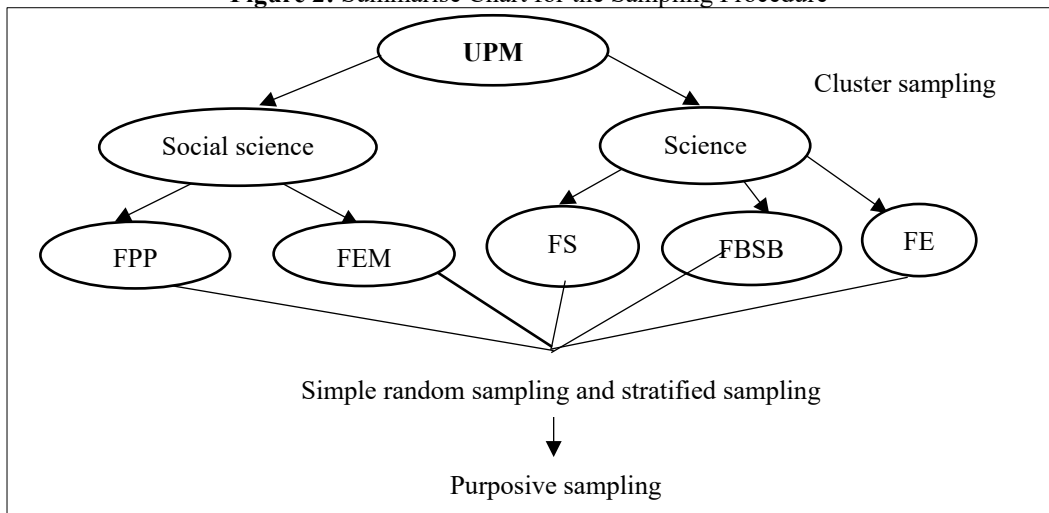 Figure 2: Summarise Chart for the Sampling Procedure
UPM
Cluster sampling
Social science
Science
FPP
FEM
FS
FBSB
FE
Simple random sampling and stratified sampling
Purposive sampling